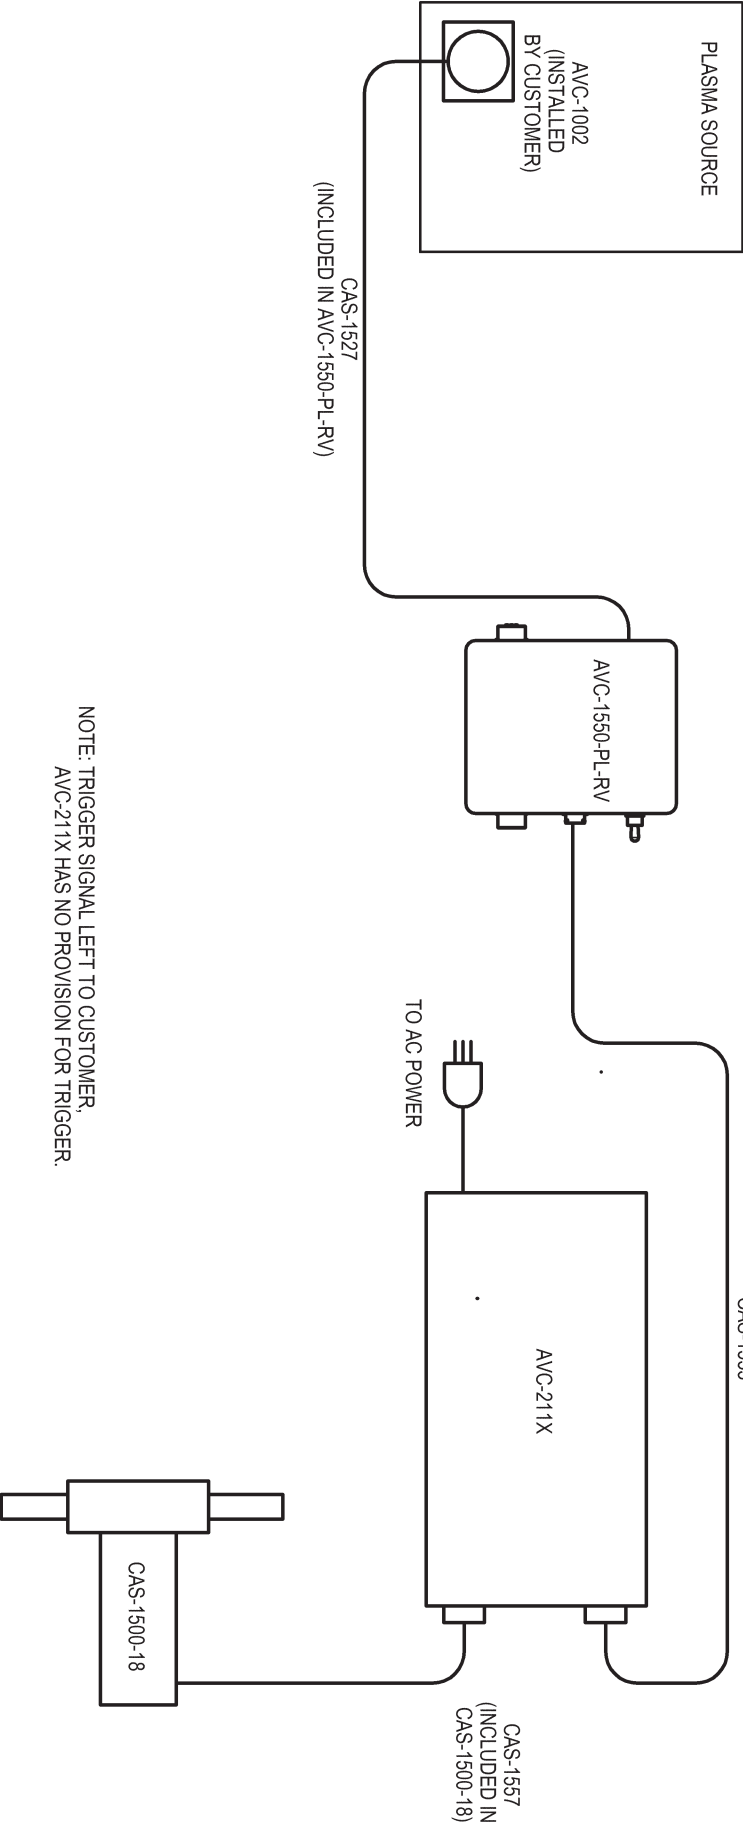 PLASMA SOURCE
AVC-1002
(INSTALLED
BY CUSTOMER)
CAS-1527
(INCLUDED IN AVC-1550-PL-RV)
AVC-1550-PL-RV
TO AC POWER
AVC-211X
CAS-1557
(INCLUDED IN
CAS-1500-18)
CAS-1500-18
NOTE: TRIGGER SIGNAL LEFT TO CUSTOMER,
AVC-211X HAS NO PROVISION FOR TRIGGER.